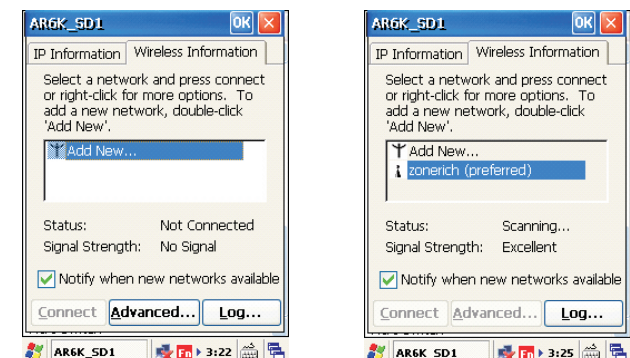 AR6K_SD1 OK
IP Information Wireless Information
Select a network and press connect
or right-click for more options. To
add a new network, double-click
'Add New'.
Add New...
Status: Not Connected
Signal Strength: No Signal
Notify when new networks available
Connect Advanced... Log...
AR6K_SD1 En 3:22
AR6K_SD1 OK
IP Information Wireless Information
Select a network and press connect
or right-click for more options. To
add a new network, double-click
'Add New'.
Add New...
zonerich (preferred)
Status: Scanning...
Signal Strength: Excellent
Notify when new networks available
Connect Advanced... Log...
AR6K_SD1 En 3:25